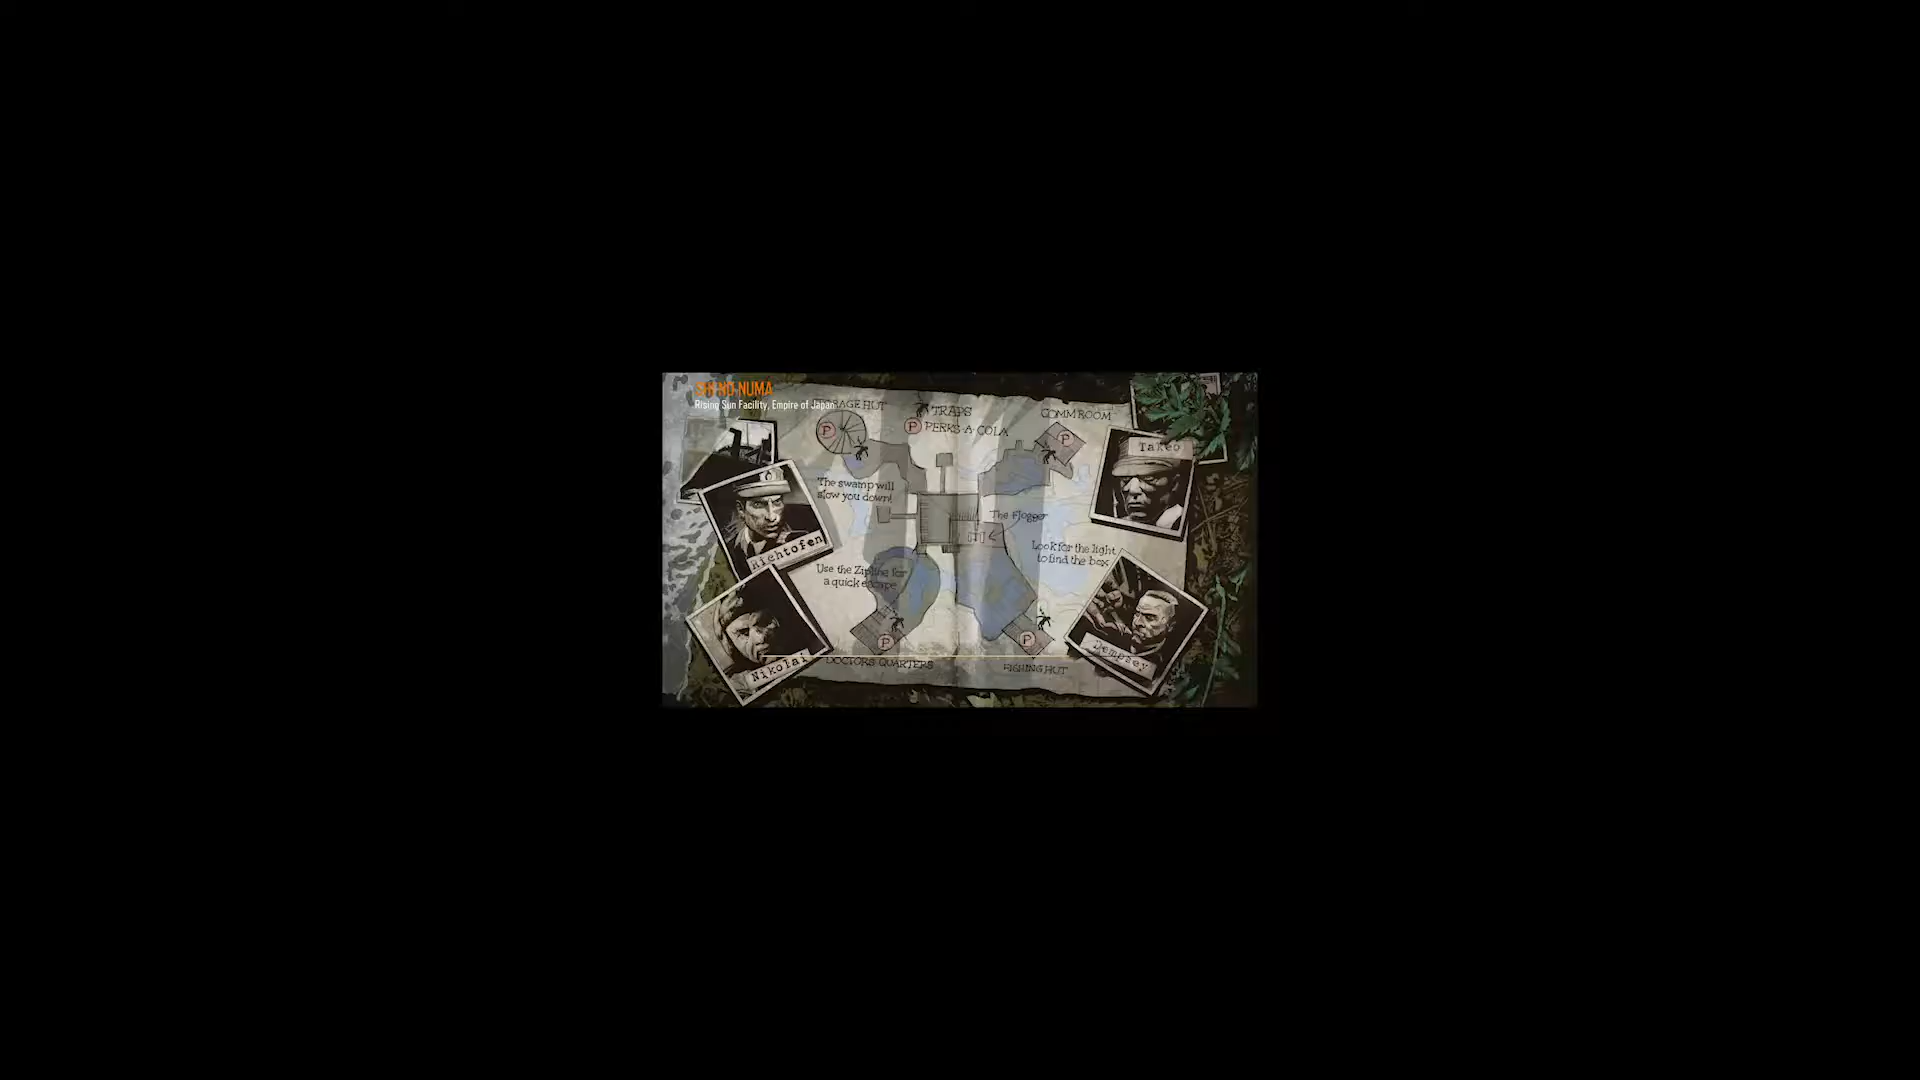 SHI NO NUMA
Rising Sun Facility, Empire of Japan
STORAGE HUT
TRAPS
P PERKS-A-COLA
COMM ROOM
P
P
Takeo
The swamp will
slow you down!
The Flogger
Richtofen
Look for the light
to find the box
Use the Zipline for
a quick escape
P
P
Dempsey
Nikolai
DOCTORS QUARTERS
FISHING HUT